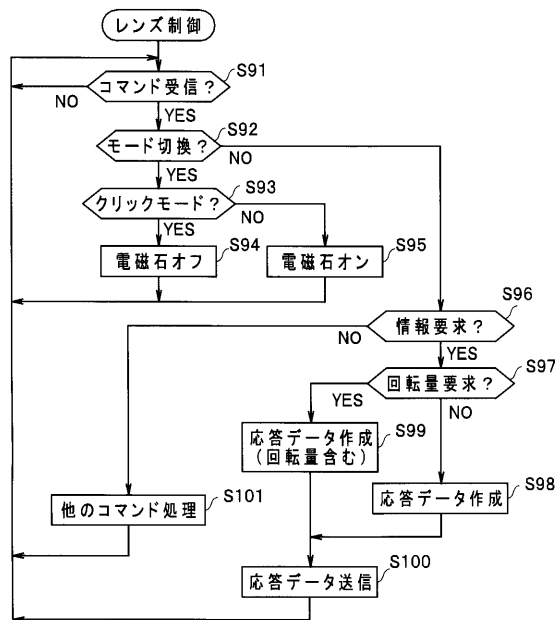 レンズ制御
S91
コマンド受信?
NO
YES
S92
モード切換?
NO
YES
S93
クリックモード?
NO
YES
S94
S95
電磁石オフ
電磁石オン
S96
情報要求?
NO
YES
S97
回転量要求?
YES
NO
S99
応答データ作成
(回転量含む)
S101
S98
他のコマンド処理
応答データ作成
S100
応答データ送信